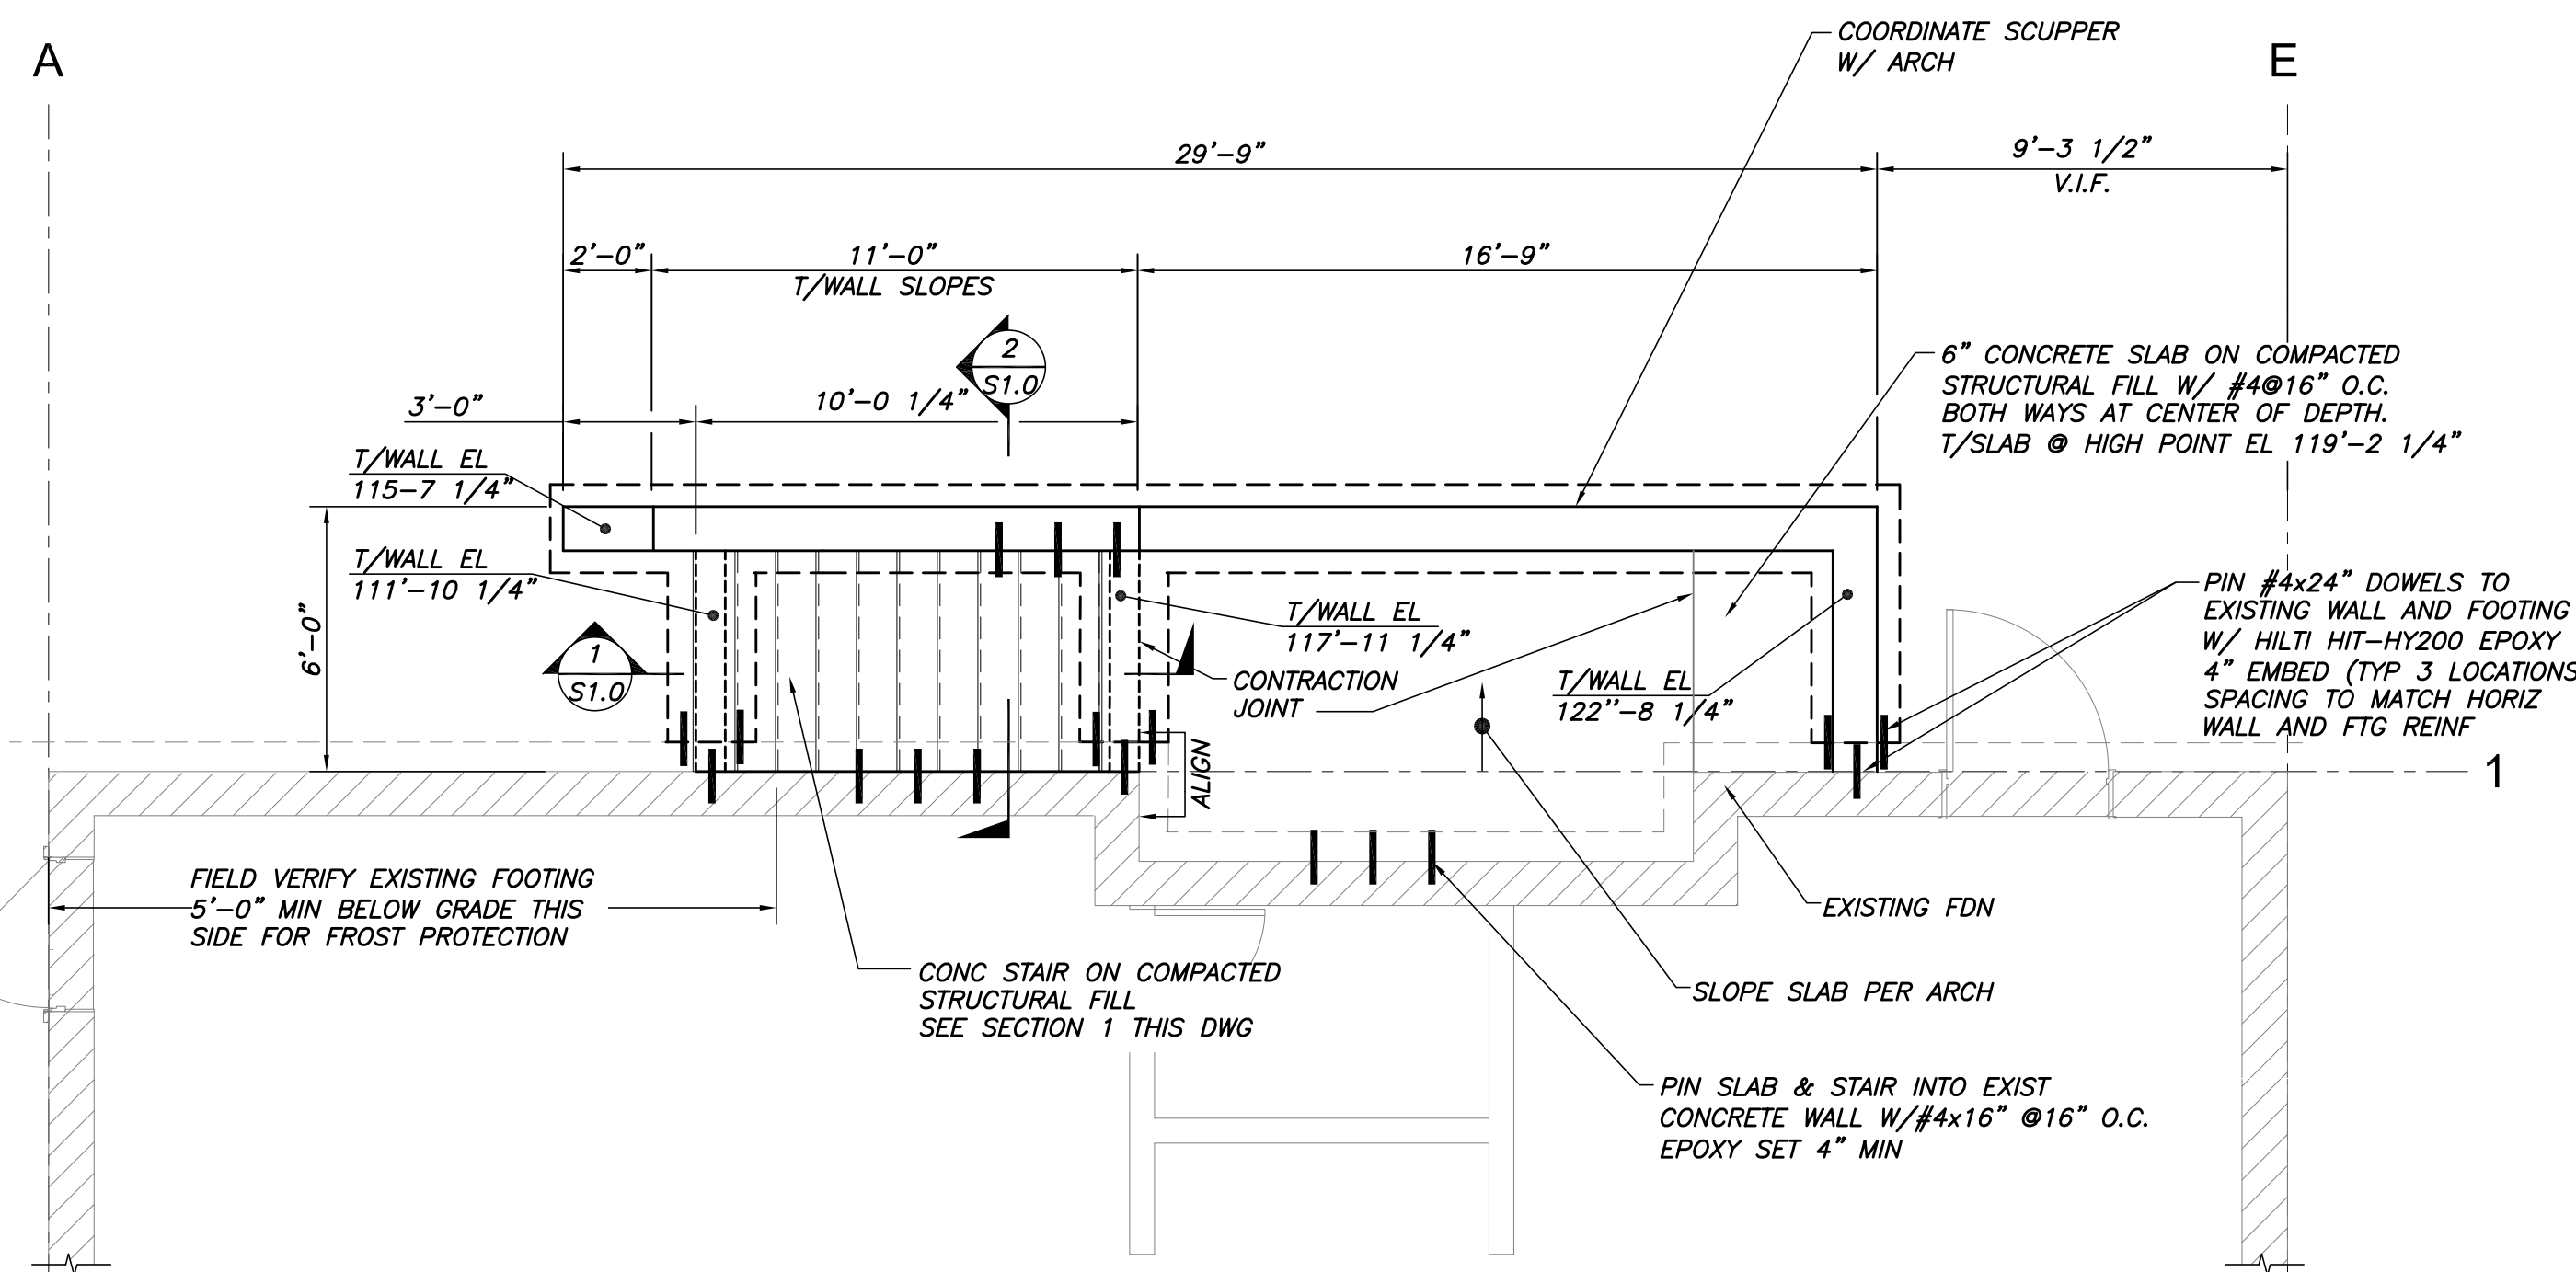 A
E
COORDINATE SCUPPER
W/ ARCH
29'-9"
9'-3 1/2"
V.I.F.
2'-0"
11'-0"
T/WALL SLOPES
16'-9"
2
S1.0
3'-0"
10'-0 1/4"
6" CONCRETE SLAB ON COMPACTED
STRUCTURAL FILL W/ #4@16" O.C.
BOTH WAYS AT CENTER OF DEPTH.
T/SLAB @ HIGH POINT EL 119'-2 1/4"
T/WALL EL
115-7 1/4"
T/WALL EL
111'-10 1/4"
6'-0"
1
S1.0
T/WALL EL
117'-11 1/4"
CONTRACTION
JOINT
T/WALL EL
122"-8 1/4"
PIN #4x24" DOWELS TO
EXISTING WALL AND FOOTING
W/ HILTI HIT-HY200 EPOXY
4" EMBED (TYP 3 LOCATIONS
SPACING TO MATCH HORIZ
WALL AND FTG REINF
ALIGN
1
FIELD VERIFY EXISTING FOOTING
5'-0" MIN BELOW GRADE THIS
SIDE FOR FROST PROTECTION
EXISTING FDN
CONC STAIR ON COMPACTED
STRUCTURAL FILL
SEE SECTION 1 THIS DWG
SLOPE SLAB PER ARCH
PIN SLAB & STAIR INTO EXIST
CONCRETE WALL W/#4x16" @16" O.C.
EPOXY SET 4" MIN